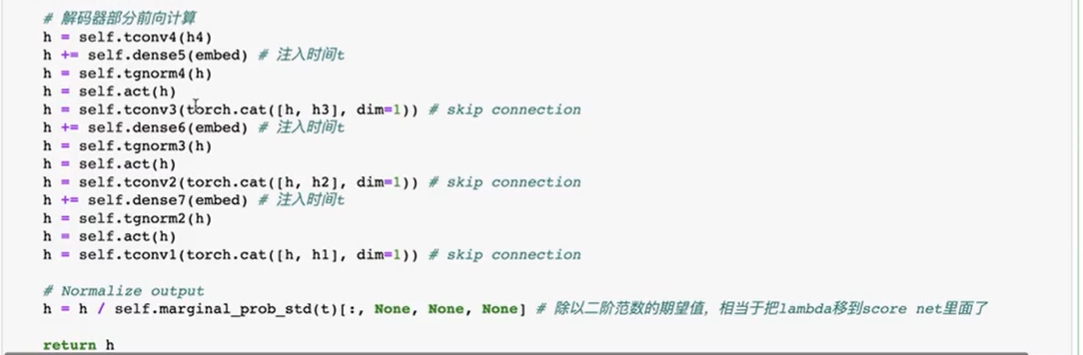 # 解码器部分前向计算
h = self.tconv4(h4)
h += self.dense5(embed) # 注入时间t
h = self.tgnorm4(h)
h = self.act(h)
h = self.tconv3(torch.cat([h, h3], dim=1)) # skip connection
h += self.dense6(embed) # 注入时间t
h = self.tgnorm3(h)
h = self.act(h)
h = self.tconv2(torch.cat([h, h2], dim=1)) # skip connection
h += self.dense7(embed) # 注入时间t
h = self.tgnorm2(h)
h = self.act(h)
h = self.tconv1(torch.cat([h, h1], dim=1)) # skip connection
# Normalize output
h = h / self.marginal_prob_std(t)[:, None, None, None] # 除以二阶范数的期望值，相当于把lambda移到score net里面了
return h